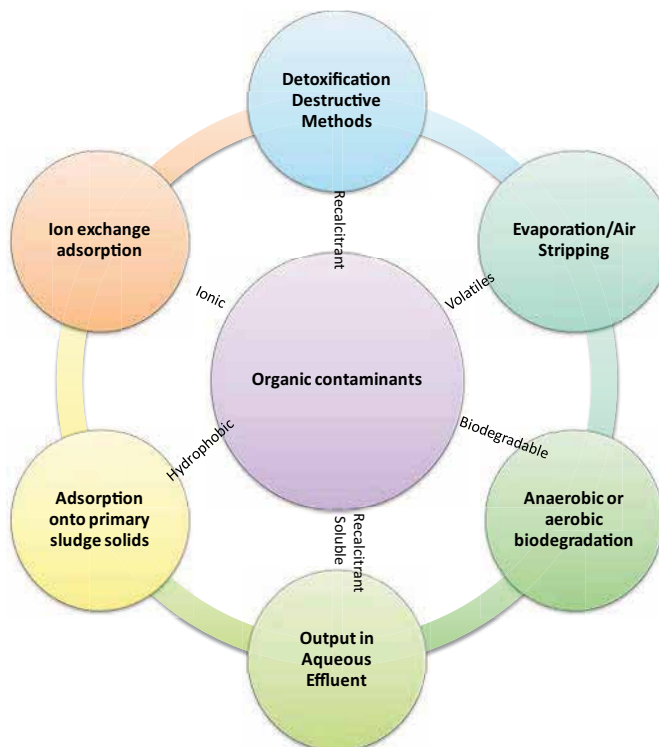 Detoxification
Destructive
Methods
Recalcitrant
Ion exchange
adsorption
Evaporation/Air
Stripping
Ionic
Volatiles
Organic contaminants
Hydrophobic
Biodegradable
Adsorption
onto primary
sludge solids
Anaerobic or
aerobic
biodegradation
Recalcitrant
Soluble
Output in
Aqueous
Effluent